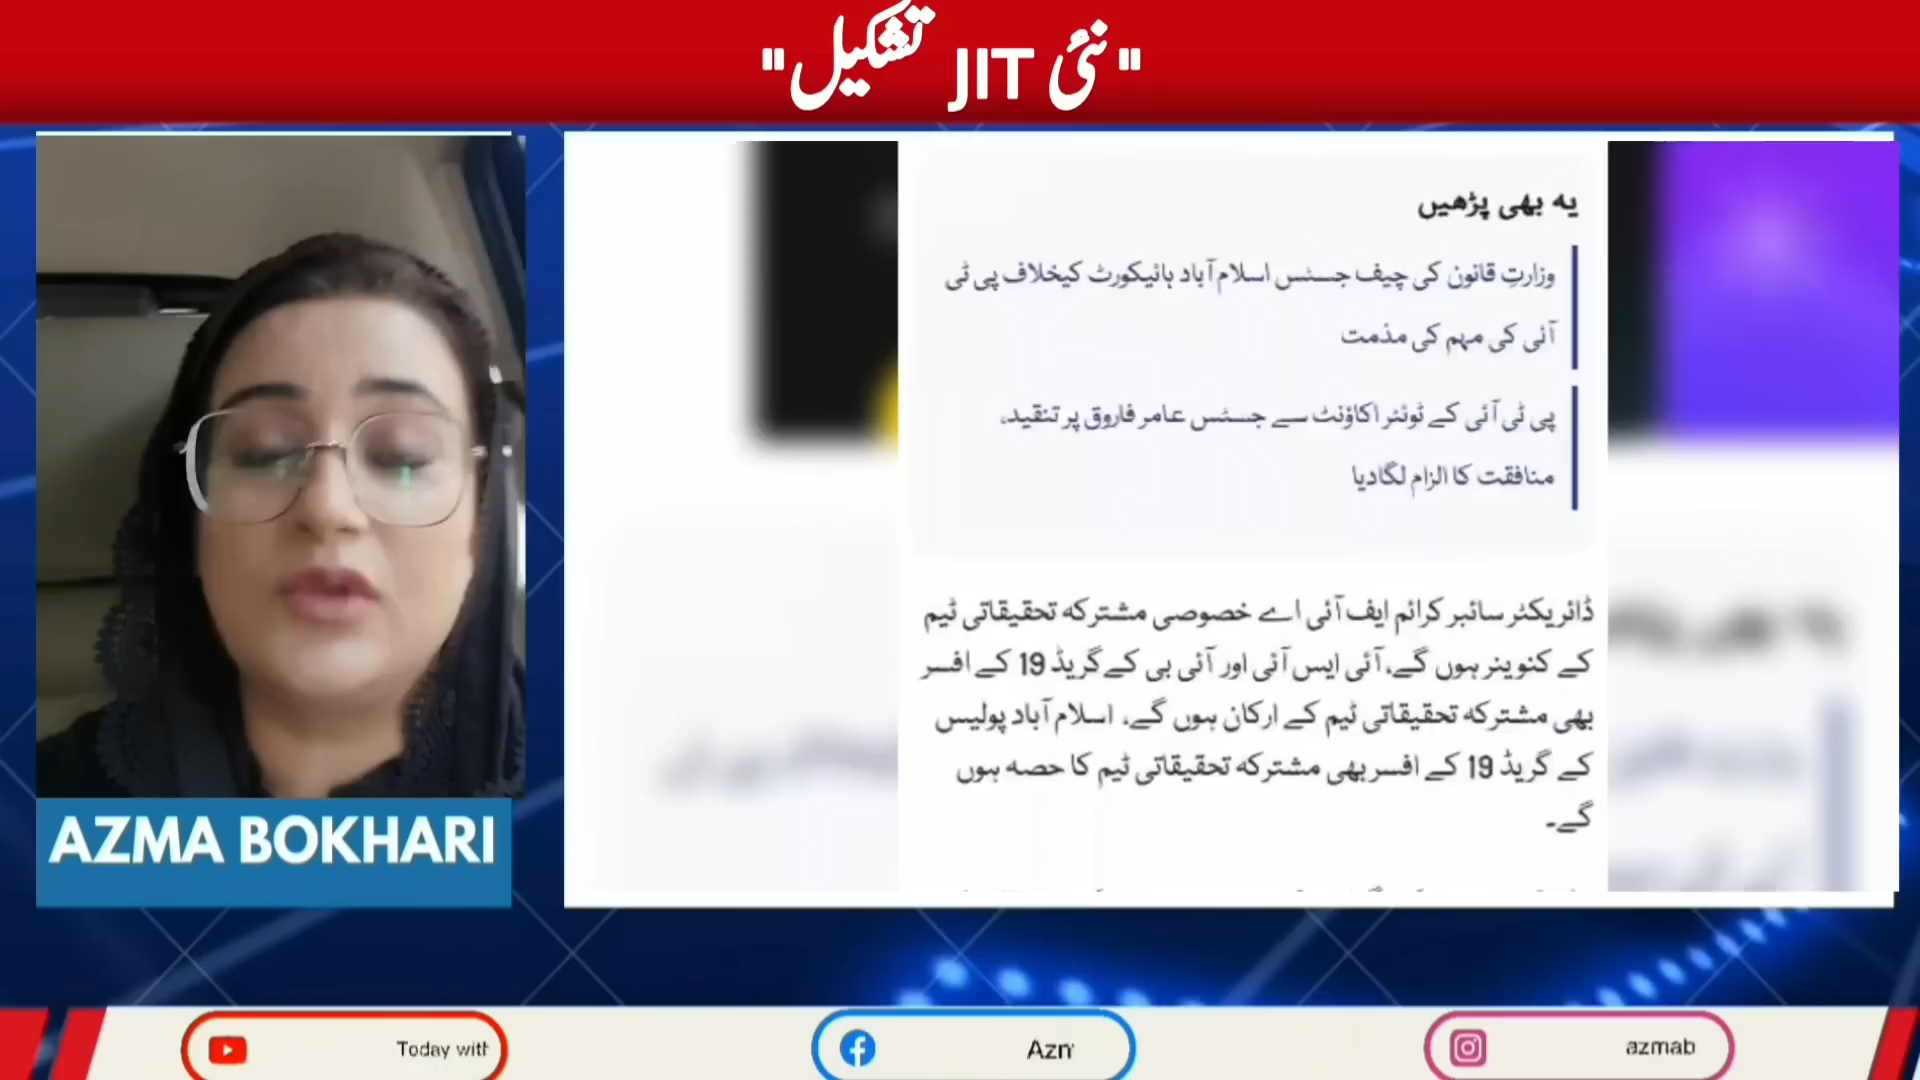 "نئی JIT تشکیل"
یہ بھی پڑھیں
وزارتِ قانون کی چیف جسٹس اسلام آباد ہائیکورٹ کیخلاف پی ٹی
آئی کی مہم کی مذمت
پی ٹی آئی کے ٹوئٹر اکاؤنٹ سے جسٹس عامر فاروق پر تنقید،
منافقت کا الزام لگادیا
ڈائریکٹر سائبر کرائم ایف آئی اے خصوصی مشترکہ تحقیقاتی ٹیم
کے کنوینر ہوں گے، آئی ایس آئی اور آئی بی کے گریڈ 19 کے افسر
بھی مشترکہ تحقیقاتی ٹیم کے ارکان ہوں گے، اسلام آباد پولیس
کے گریڈ 19 کے افسر بھی مشترکہ تحقیقاتی ٹیم کا حصہ ہوں
گے۔
AZMA BOKHARI
Today with
Azm
azmab